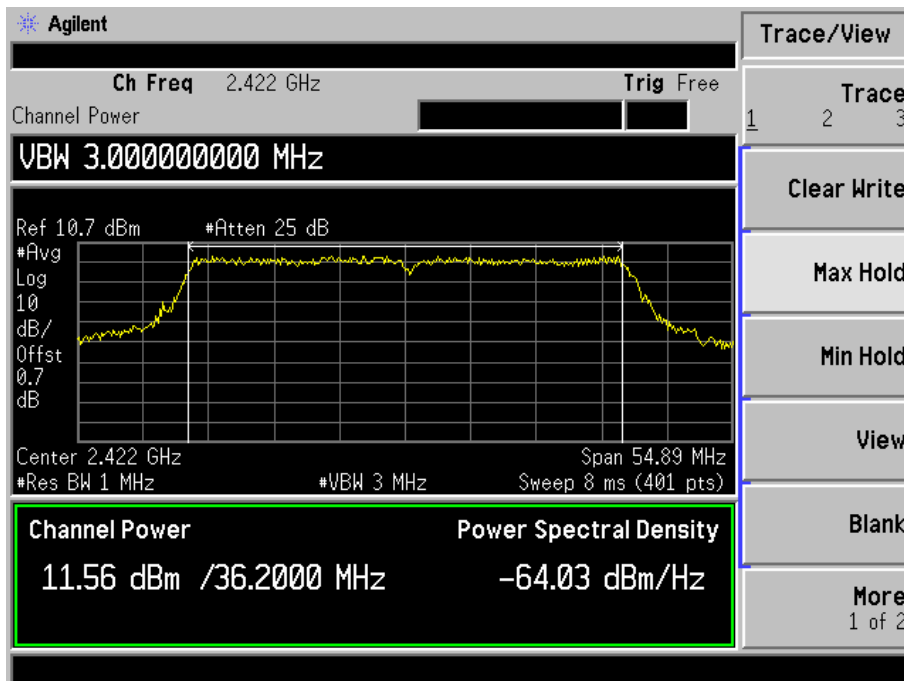 Agilent
Trace/View
Ch Freq 2.422 GHz Trig Free
Channel Power
Trace
1 2 3
VBW 3.000000000 MHz
Clear Write
Ref 10.7 dBm #Atten 25 dB
#Avg
Log
10
dB/
Offst
0.7
dB
Max Hold
Min Hold
Center 2.422 GHz Span 54.89 MHz
#Res BW 1 MHz #VBW 3 MHz Sweep 8 ms (401 pts)
View
Channel Power Power Spectral Density
11.56 dBm /36.2000 MHz -64.03 dBm/Hz
Blank
More
1 of 2